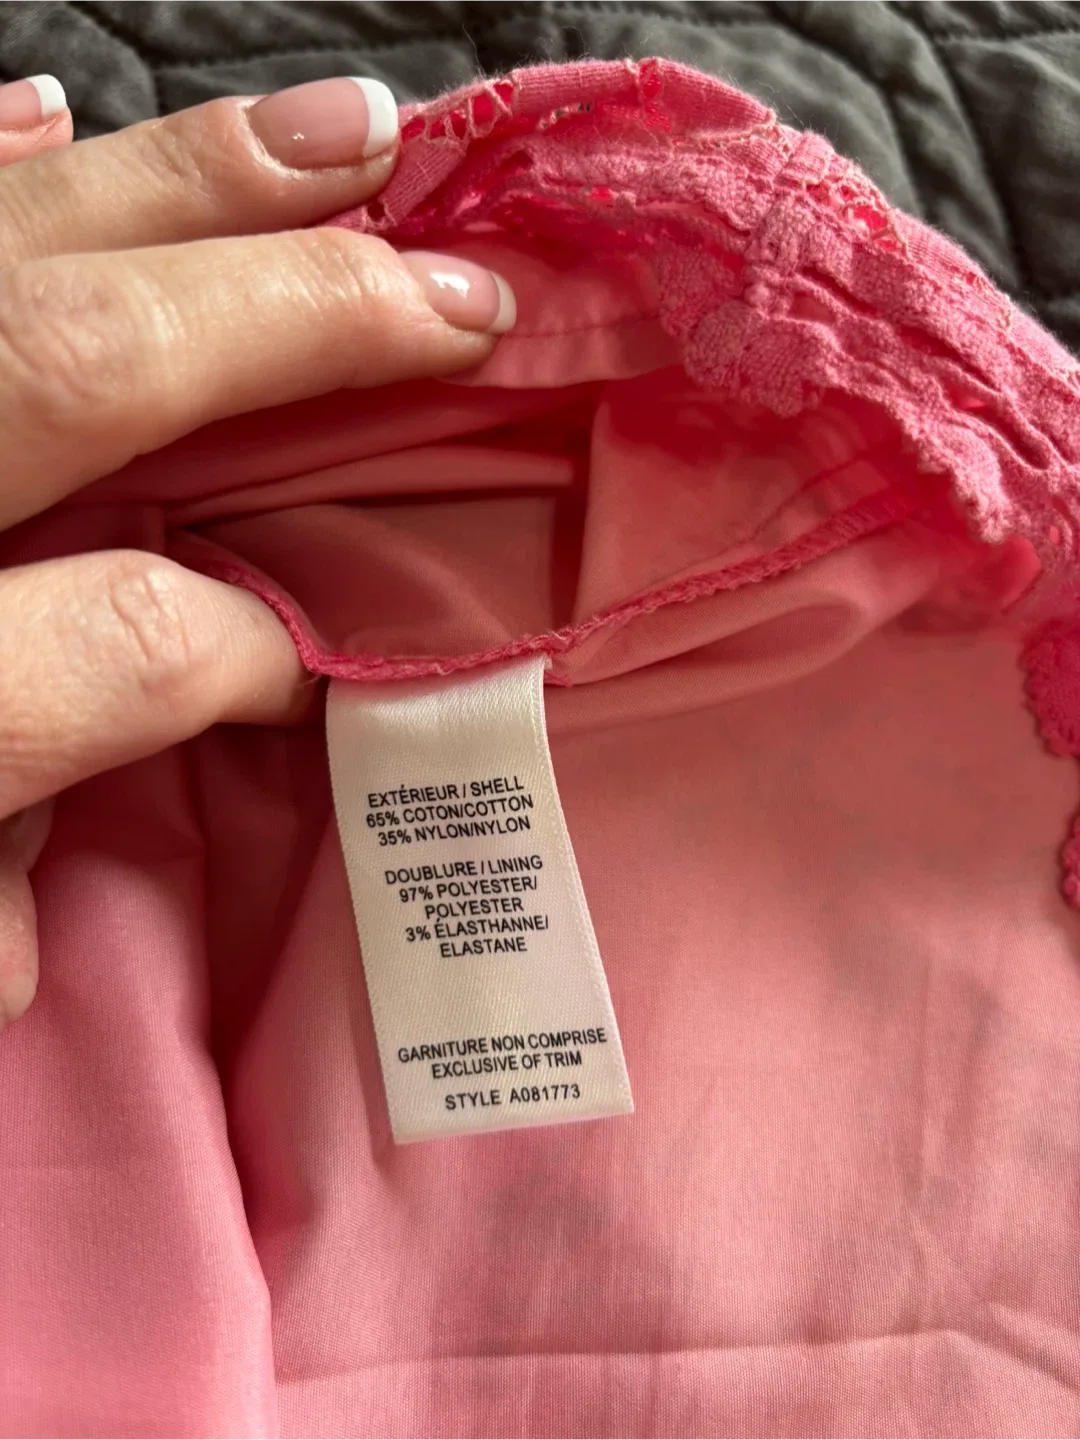 EXTÉRIEUR / SHELL
65% COTON/COTTON
35% NYLON/NYLON
DOUBLURE / LINING
97% POLYESTER/
POLYESTER
3% ÉLASTHANNE/
ELASTANE
GARNITURE NON COMPRISE
EXCLUSIVE OF TRIM
STYLE A081773